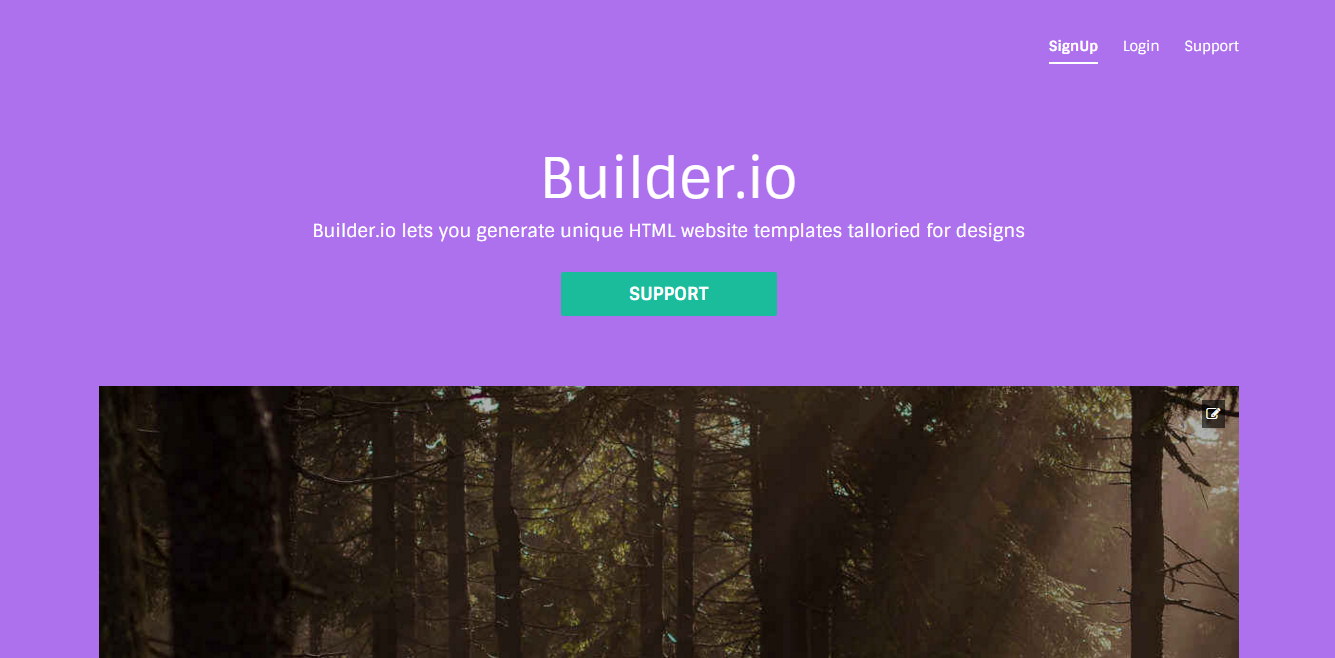 SignUp Login Support
Builder.io
Builder.io lets you generate unique HTML website templates talloried for designs
SUPPORT